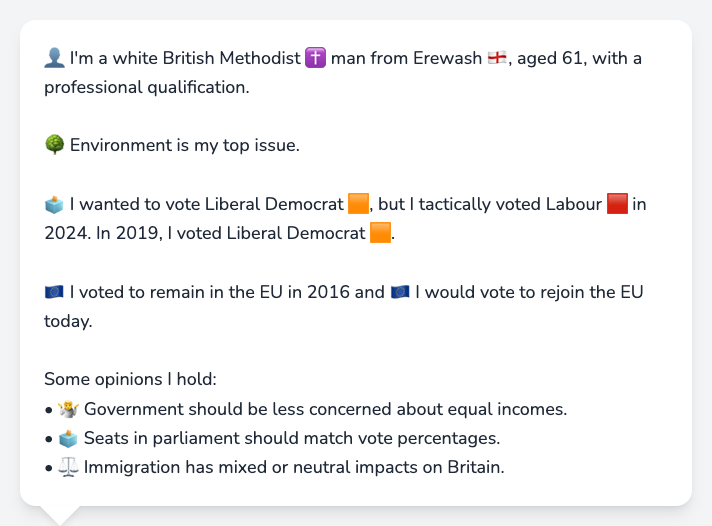 👤 I'm a white British Methodist ✝️ man from Erewash 🏴󠁧󠁢󠁥󠁮󠁧󠁿, aged 61, with a
professional qualification.
🌳 Environment is my top issue.
🗳️ I wanted to vote Liberal Democrat 🟧, but I tactically voted Labour 🟥 in
2024. In 2019, I voted Liberal Democrat 🟧.
🇪🇺 I voted to remain in the EU in 2016 and 🇪🇺 I would vote to rejoin the EU
today.
Some opinions I hold:
• 🤷 Government should be less concerned about equal incomes.
• 🗳️ Seats in parliament should match vote percentages.
• ⚖️ Immigration has mixed or neutral impacts on Britain.